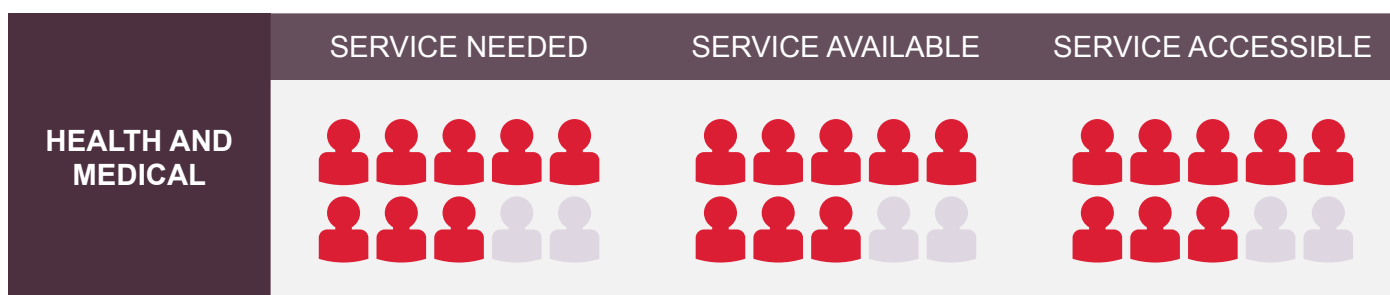 SERVICE NEEDED
SERVICE AVAILABLE
SERVICE ACCESSIBLE
HEALTH AND
MEDICAL